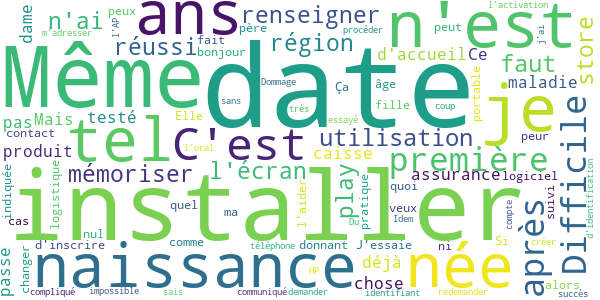 dame
n'ai
peux
l'AP
m'adresser
ans
renseigner
fait
bonjour
père
procéder
n'est
peut
l'activation
j'ai
réussi
région
d'accueil
Ce
faut
store
Même
date
Dommage
Ça
âge
sans
très
essayé
fille
coup
portable
maladie
je
pas
Mais
testé
Elle
contact
produit
tel
C'est
l'oral
utilisation.
peur
caisse
première
Difficile
logistique
mémoriser
l'écran
play
pratique
quoi
assurance
logiciel
suivi
d'identification
indiquée
installer
cas
quel
ma
l'aider
veux
Idem
Du
compte
après
nul
d'inscrire
comme
téléphone
donnant
J'essaie
ni
Si
créer
alors
passe
changer
naissance
déjà
née
chose
HP
compliqué
impossible
sais
communiqué
demander
identifiant
redemander
succès